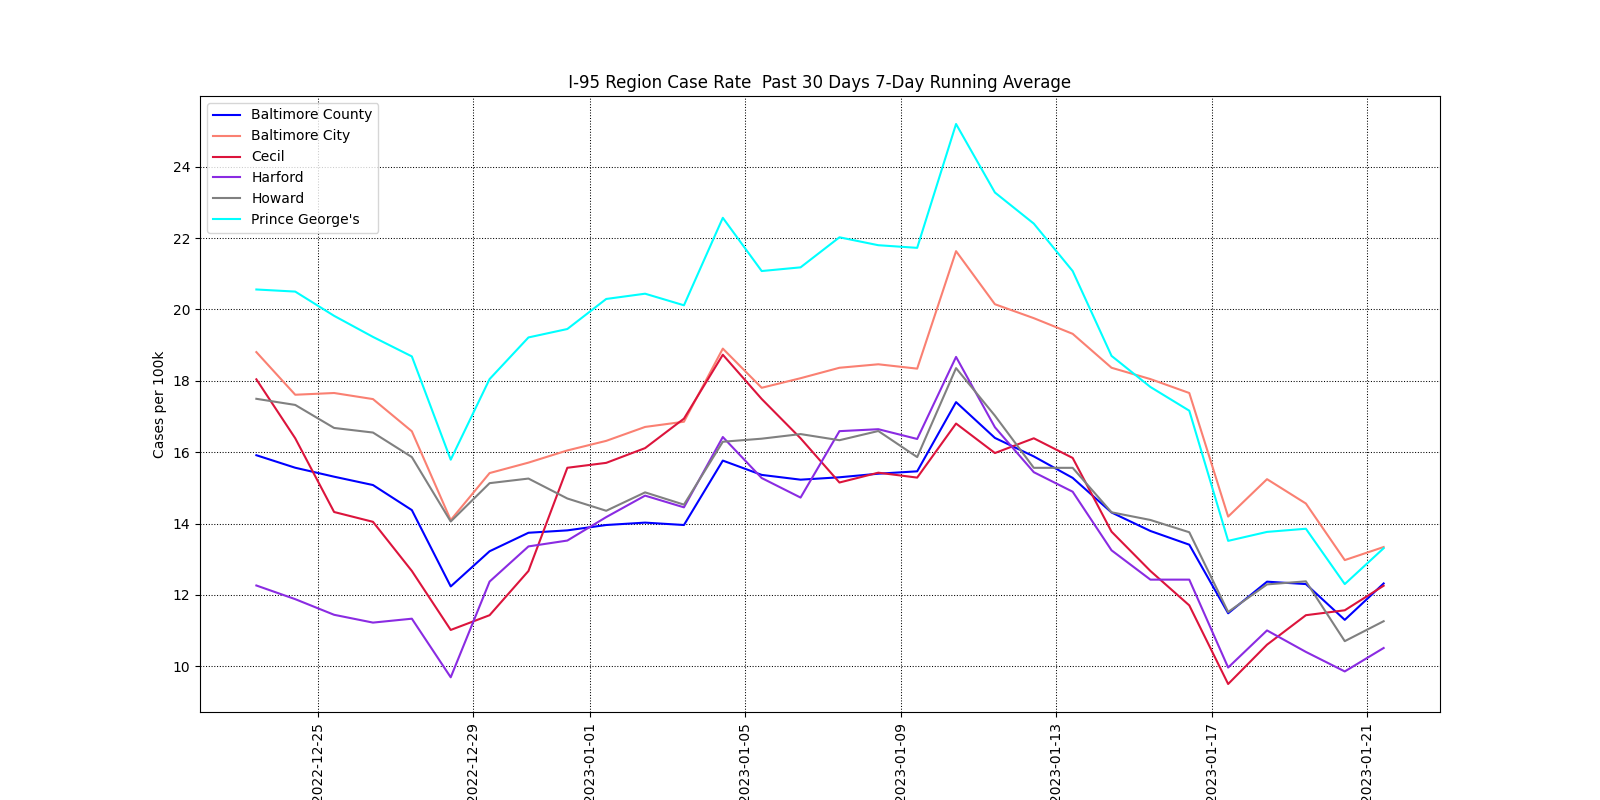 I-95 Region Case Rate  Past 30 Days 7-Day Running Average
Baltimore County
Baltimore City
Cecil
Harford
Howard
Prince George's
Cases per 100k
24
22
20
18
16
14
12
10
2022-12-25
2022-12-29
2023-01-01
2023-01-05
2023-01-09
2023-01-13
2023-01-17
2023-01-21